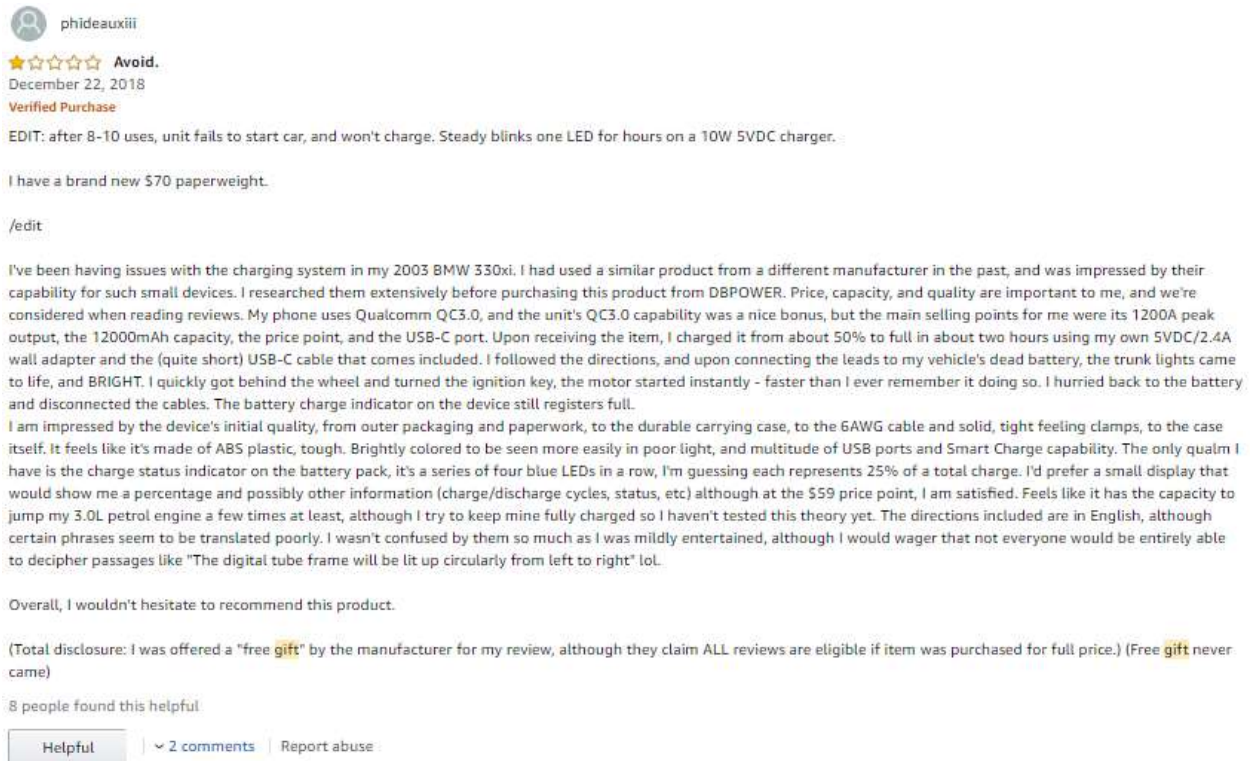 phideauxiii
Avoid.
December 22, 2018
Verified Purchase
EDIT: after 8-10 uses, unit fails to start car, and won't charge. Steady blinks one LED for hours on a 10W 5VDC charger.
I have a brand new $70 paperweight.
/edit
I've been having issues with the charging system in my 2003 BMW 330xi. I had used a similar product from a different manufacturer in the past, and was impressed by their
capability for such small devices. I researched them extensively before purchasing this product from DBPOWER. Price, capacity, and quality are important to me, and we're
considered when reading reviews. My phone uses Qualcomm QC3.0, and the unit's QC3.0 capability was a nice bonus, but the main selling points for me were its 1200A peak
output, the 12000mAh capacity, the price point, and the USB-C port. Upon receiving the item, I charged it from about 50% to full in about two hours using my own 5VDC/2.4A
wall adapter and the (quite short) USB-C cable that comes included. I followed the directions, and upon connecting the leads to my vehicle's dead battery, the trunk lights came
to life, and BRIGHT. I quickly got behind the wheel and turned the ignition key, the motor started instantly - faster than I ever remember it doing so. I hurried back to the battery
and disconnected the cables. The battery charge indicator on the device still registers full.
I am impressed by the device's initial quality, from outer packaging and paperwork, to the durable carrying case, to the 6AWG cable and solid, tight feeling clamps, to the case
itself. It feels like it's made of ABS plastic, tough. Brightly colored to be seen more easily in poor light, and multitude of USB ports and Smart Charge capability. The only qualm I
have is the charge status indicator on the battery pack, it's a series of four blue LEDs in a row, I'm guessing each represents 25% of a total charge. I'd prefer a small display that
would show me a percentage and possibly other information (charge/discharge cycles, status, etc) although at the $59 price point, I am satisfied. Feels like it has the capacity to
jump my 3.0L petrol engine a few times at least, although I try to keep mine fully charged so I haven't tested this theory yet. The directions included are in English, although
certain phrases seem to be translated poorly. I wasn't confused by them so much as I was mildly entertained, although I would wager that not everyone would be entirely able
to decipher passages like "The digital tube frame will be lit up circularly from left to right" lol.
Overall, I wouldn't hesitate to recommend this product.
(Total disclosure: I was offered a "free gift" by the manufacturer for my review, although they claim ALL reviews are eligible if item was purchased for full price.) (Free gift never
came)
8 people found this helpful
Helpful 2 comments Report abuse